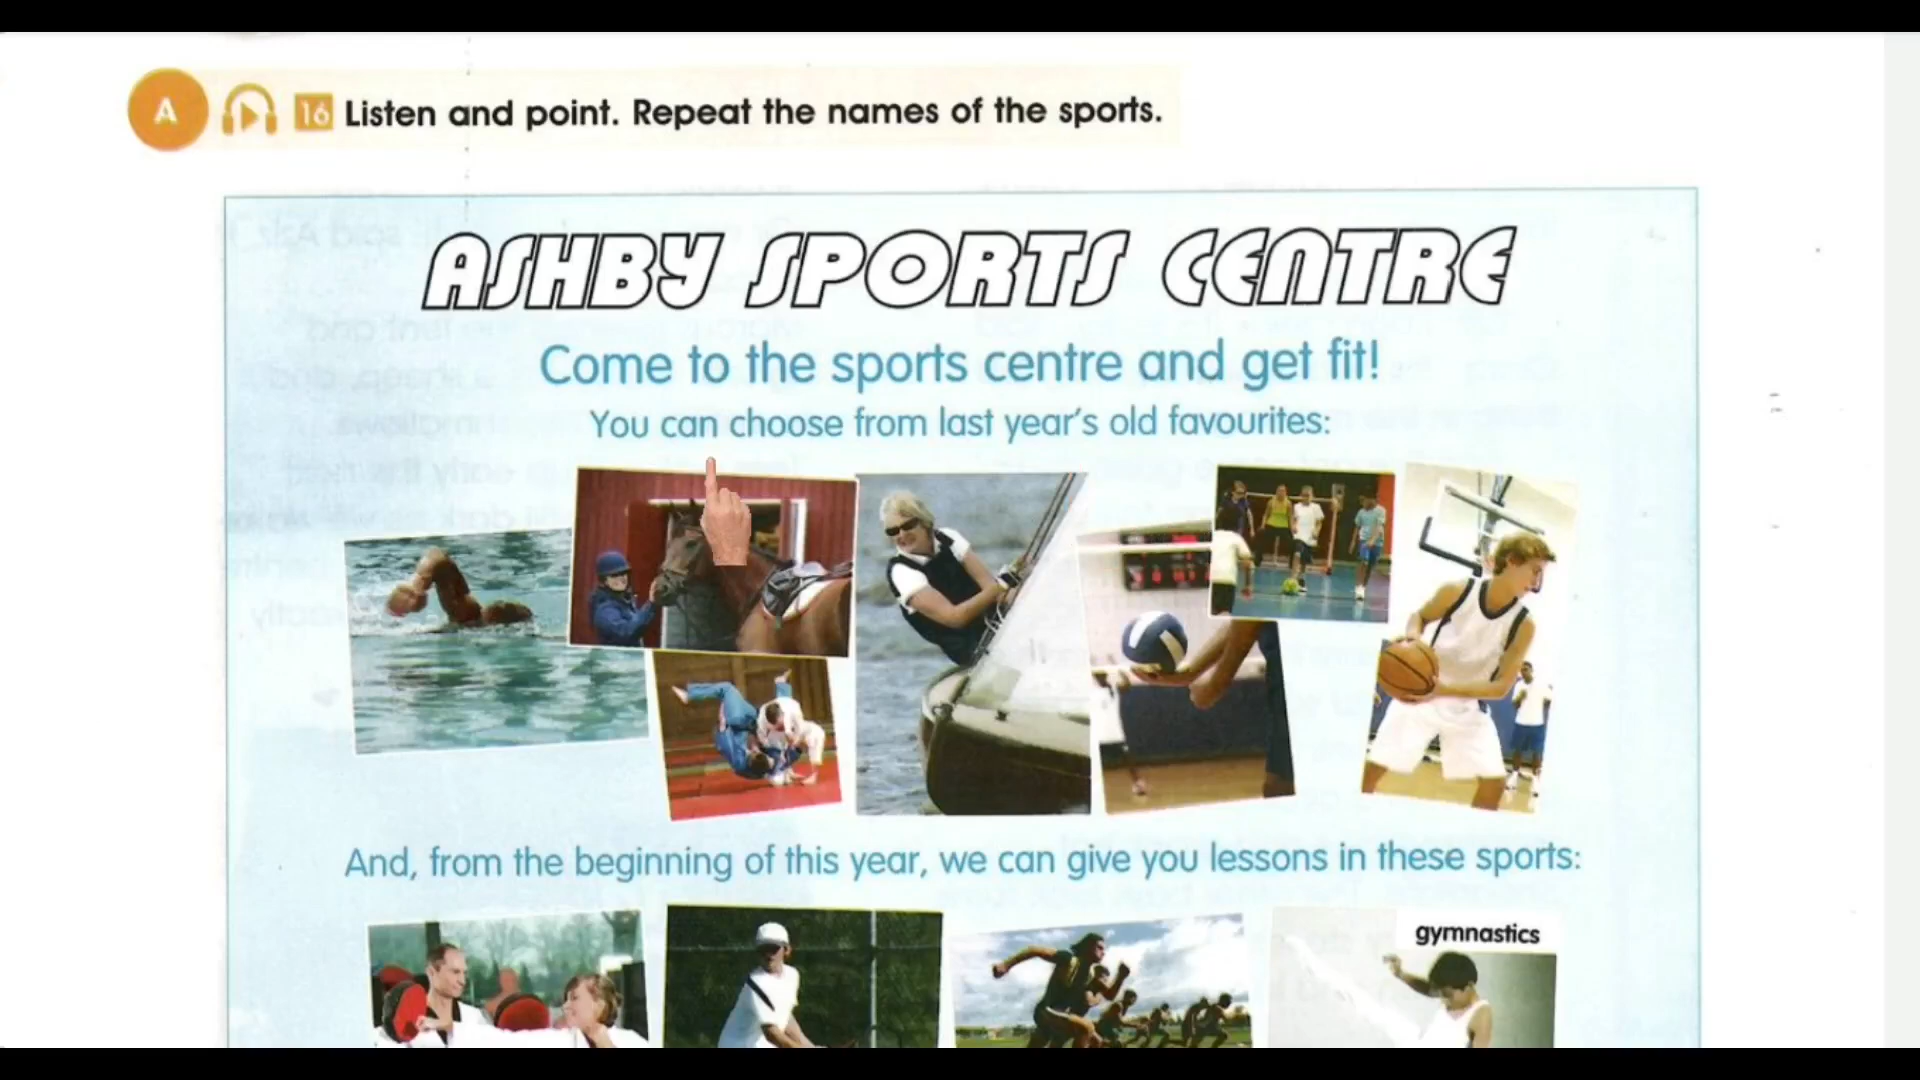 A 16 Listen and point. Repeat the names of the sports.
ASHBY SPORTS CENTRE
Come to the sports centre and get fit!
You can choose from last year's old favourites:
And, from the beginning of this year, we can give you lessons in these sports:
gymnastics